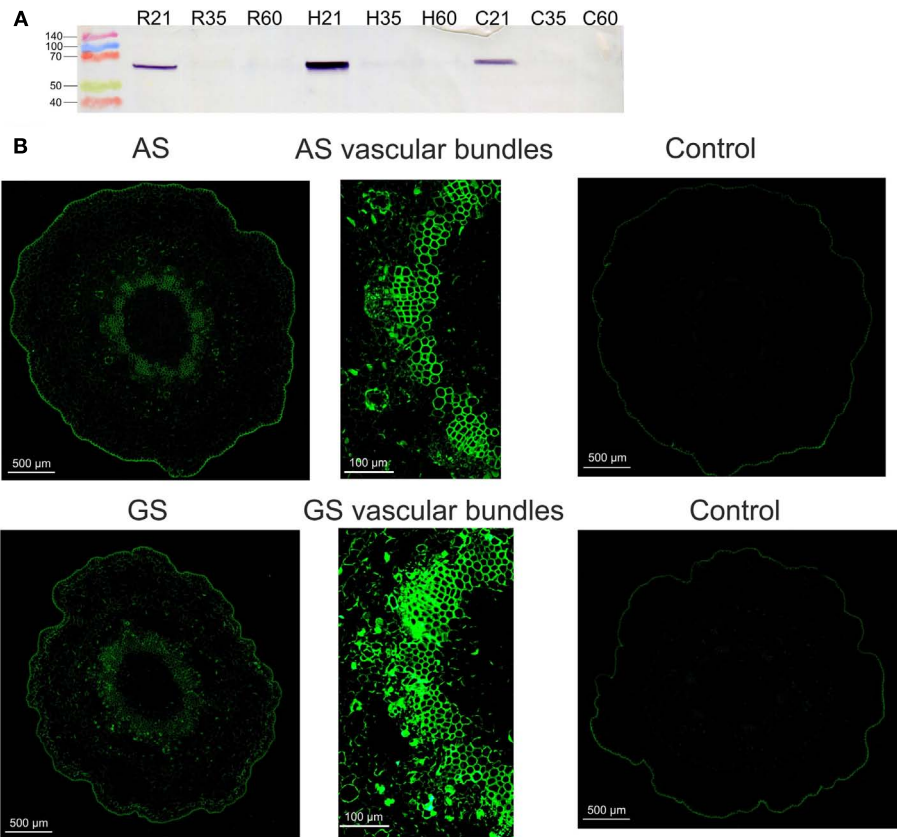 A
R21 R35 R60 H21 H35 H60 C21 C35 C60
140
100
70
50
40
B
AS AS vascular bundles Control
500 µm 100 µm 500 µm
GS GS vascular bundles Control
500 µm 100 µm 500 µm